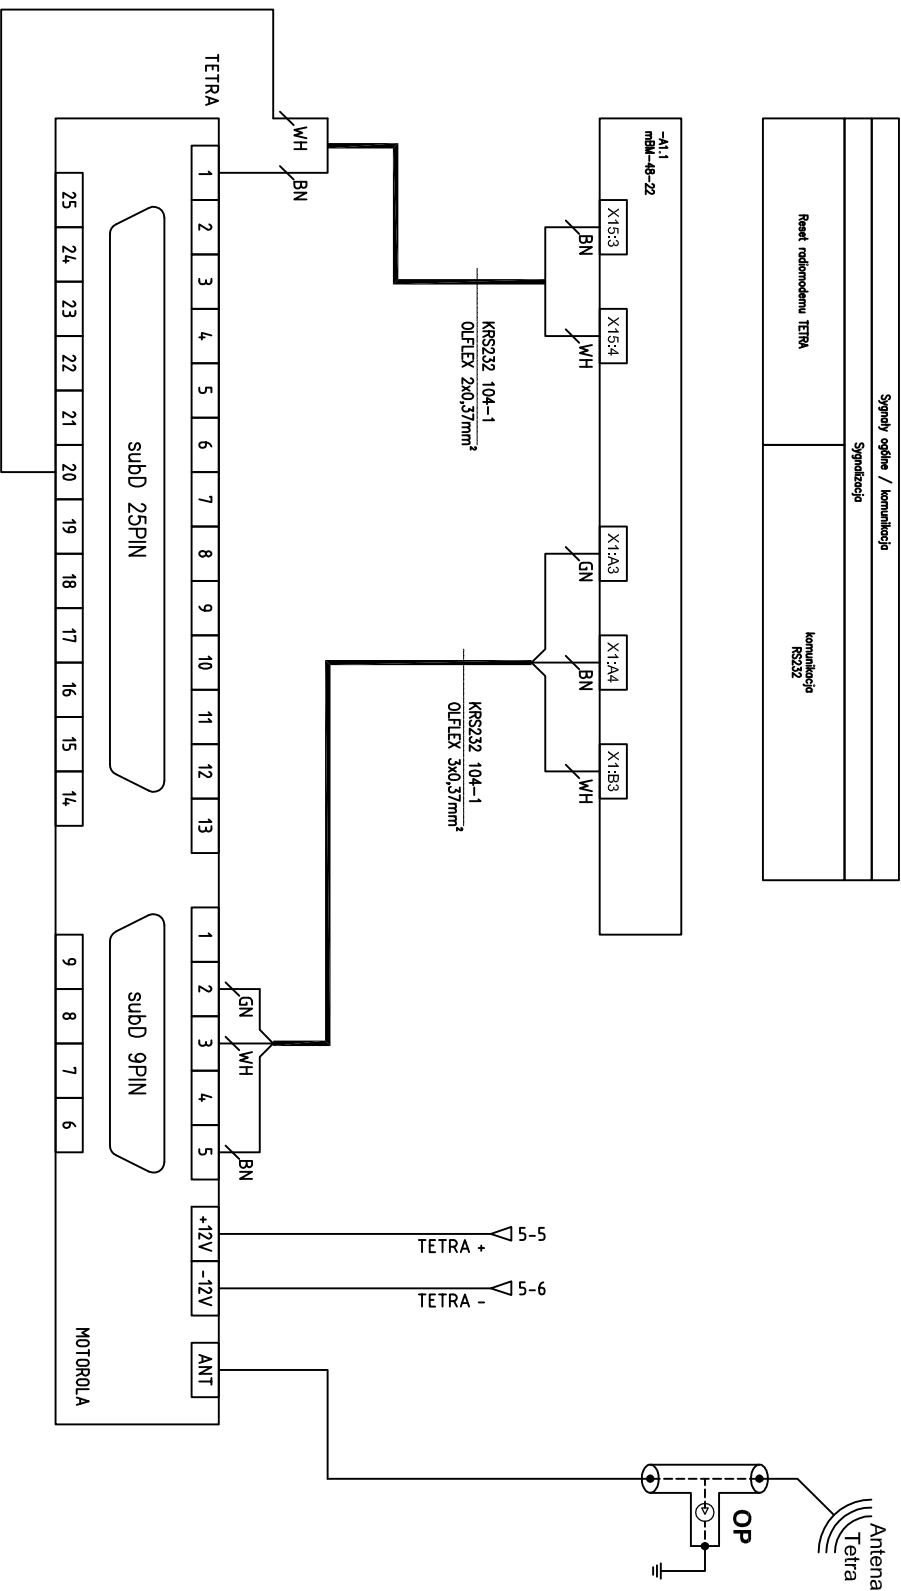 Sygnały ogólne / komunikacja
Sygnalizacja
Reset radiomodemu TETRA
komunikacja
RS232
-A1.1
mBM-48-22
X15:3
X15:4
X1:A3
X1:A4
X1:B3
BN
WH
GN
BN
WH
KRS232 104-1
OLFLEX 2x0,37mm²
KRS232 104-1
OLFLEX 3x0,37mm²
WH
BN
GN
WH
BN
5-5
TETRA +
5-6
TETRA -
Antena
Tetra
OP
TETRA
1
2
3
4
5
6
7
8
9
10
11
12
13
1
2
3
4
5
+12V
-12V
ANT
subD 25PIN
subD 9PIN
25
24
23
22
21
20
19
18
17
16
15
14
9
8
7
6
MOTOROLA